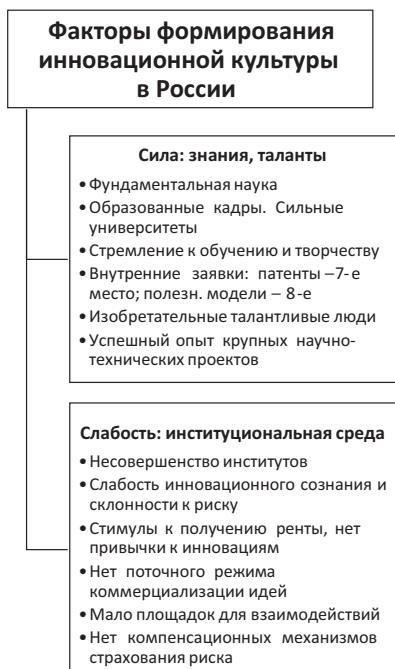 Факторы формирования
инновационной культуры
в России
Сила: знания, таланты
•Фундаментальная наука
•Образованные кадры. Сильные
университеты
•Стремление к обучению и творчеству
•Внутренние заявки: патенты –7-е
место; полезн. модели – 8-е
•Изобретательные талантливые люди
•Успешный опыт крупных научно-
технических проектов
Слабость: институциональная среда
•Несовершенство институтов
•Слабость инновационного сознания и
склонности к риску
•Стимулы к получению ренты, нет
привычки к инновациям
•Нет поточного режима
коммерциализации идей
•Мало площадок для взаимодействий
•Нет компенсационных механизмов
страхования риска